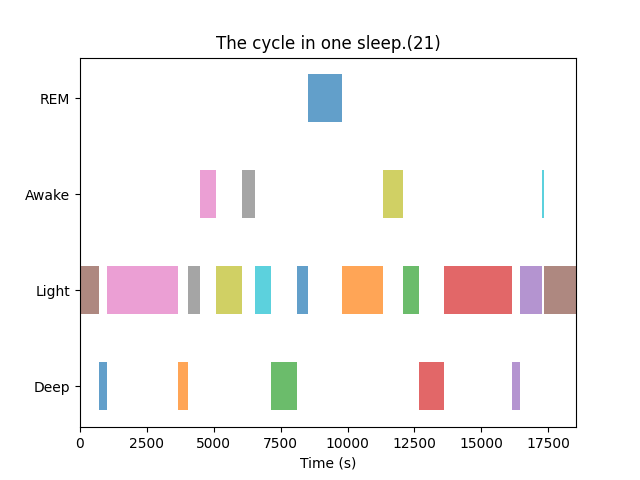 The cycle in one sleep.(21)
REM
Awake
Light
Deep
0 2500 5000 7500 10000 12500 15000 17500
Time (s)